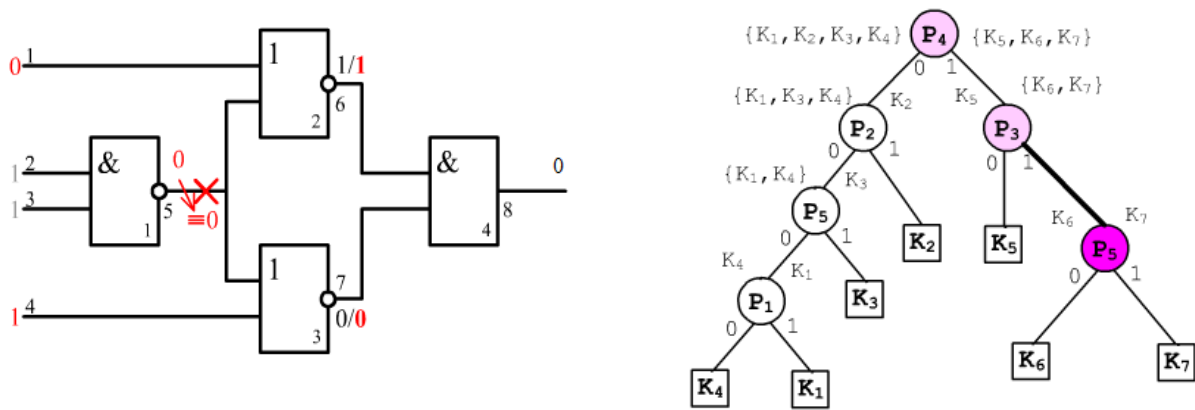 0 1
1
1/1
6
2
1 2
1 3
&
0
≡0
5
1
&
0
8
4
1
7
0/0
3
1 4
{K₁,K₂,K₃,K₄} P₄ {K₅,K₆,K₇}
0 1
{K₁,K₃,K₄} K₂ K₅ {K₆,K₇}
P₂ P₃
0 1 0 1
{K₁,K₄} K₃
P₅ K₂ K₅ K₆ K₇
0 1 P₅
K₄ K₁ 0 1
P₁ K₃
0 1
K₆ K₇
K₄ K₁